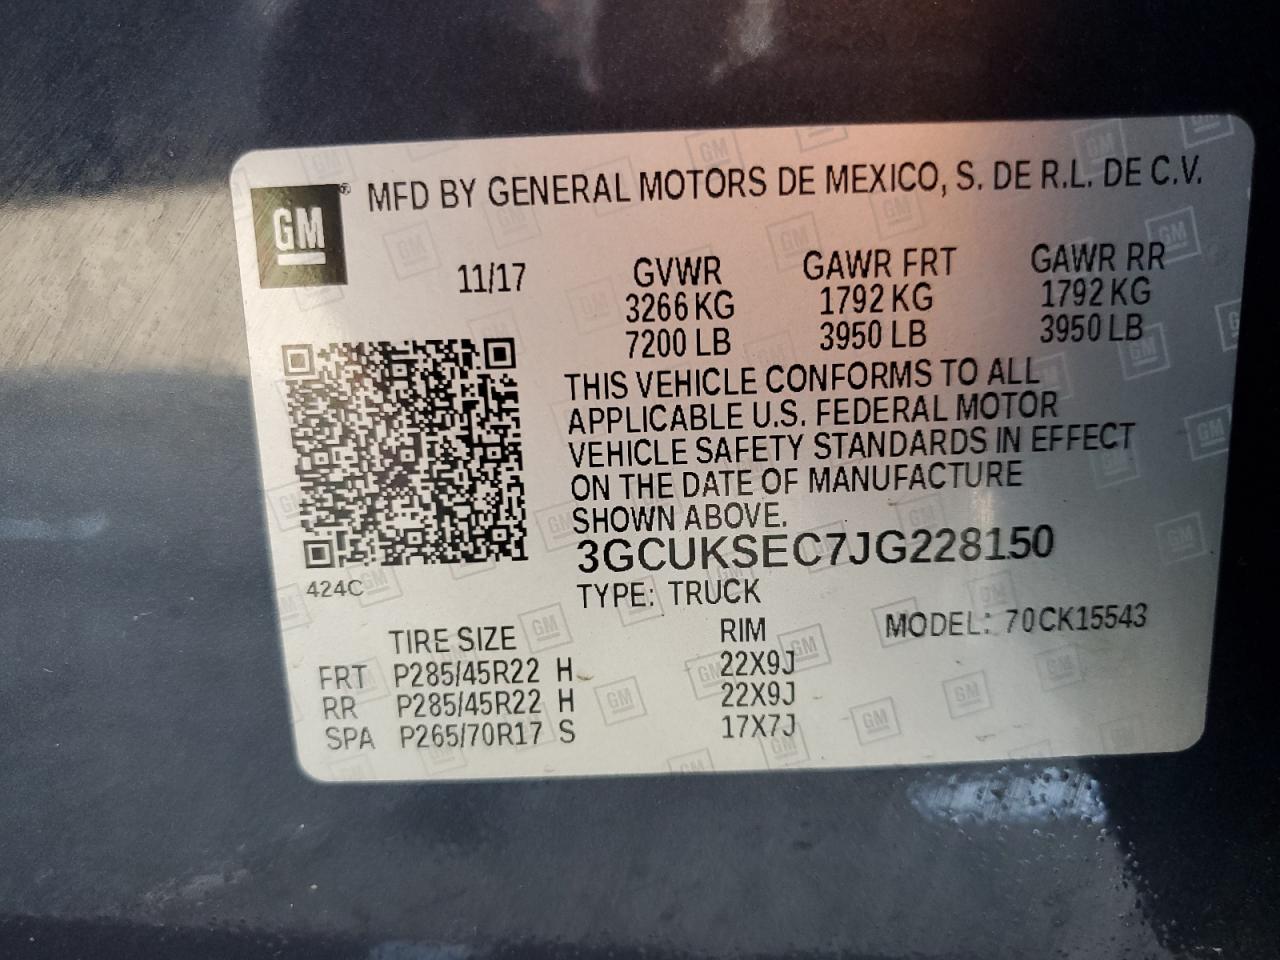 GM® MFD BY GENERAL MOTORS DE MEXICO, S. DE R.L. DE C.V.
11/17 GVWR GAWR FRT GAWR RR
3266 KG 1792 KG 1792 KG
7200 LB 3950 LB 3950 LB
THIS VEHICLE CONFORMS TO ALL
APPLICABLE U.S. FEDERAL MOTOR
VEHICLE SAFETY STANDARDS IN EFFECT
ON THE DATE OF MANUFACTURE
SHOWN ABOVE.
3GCUKSEC7JG228150
424C
TYPE: TRUCK
MODEL: 70CK15543
TIRE SIZE RIM
FRT P285/45R22 H 22X9J
RR P285/45R22 H 22X9J
SPA P265/70R17 S 17X7J